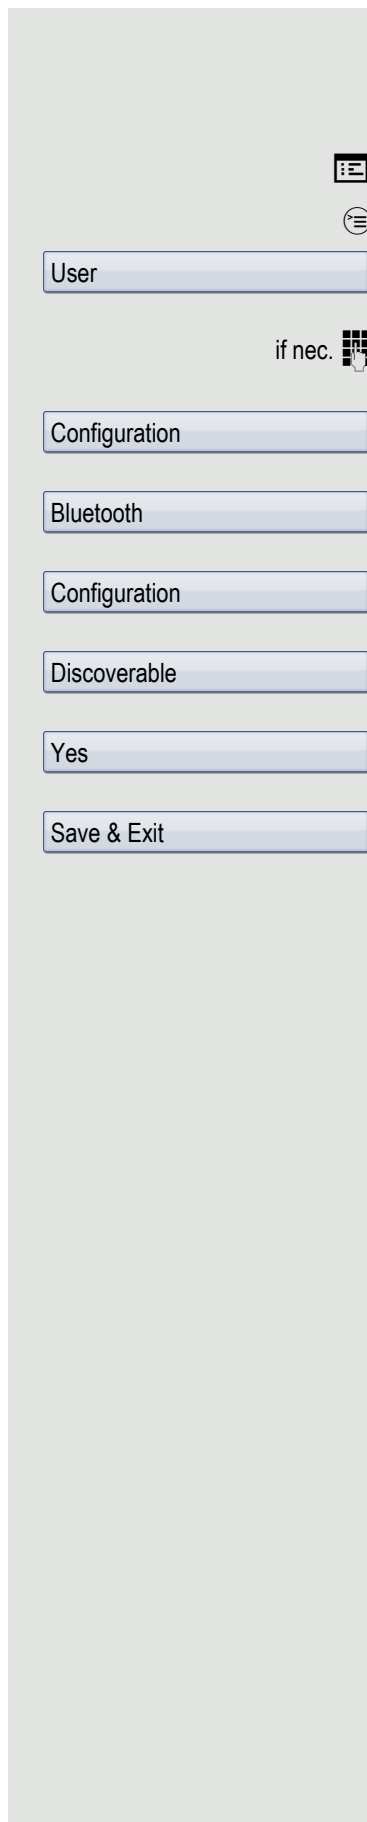 User
if nec.
Configuration
Bluetooth
Configuration
Discoverable
Yes
Save & Exit